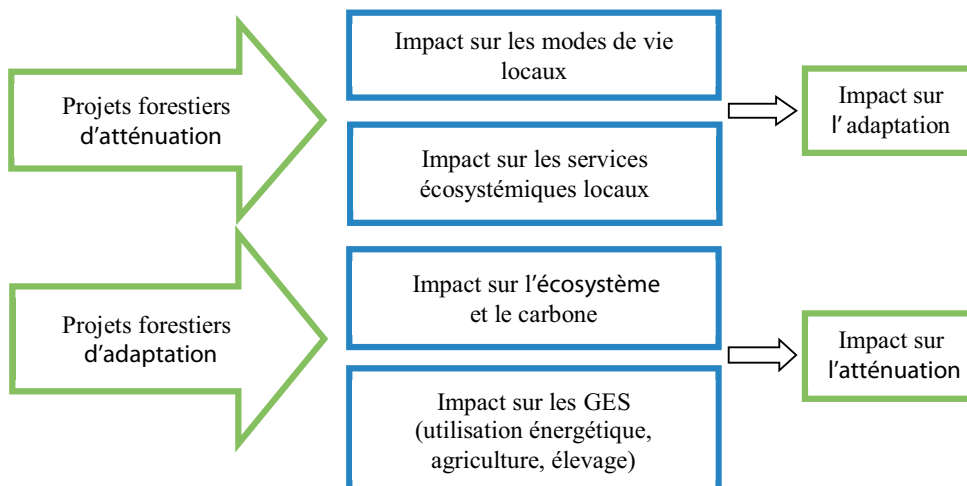 Projets forestiers
d'atténuation
Impact sur les modes de vie
locaux
Impact sur les services
écosystémiques locaux
Impact sur
l' adaptation
Projets forestiers
d'adaptation
Impact sur l'écosystème
et le carbone
Impact sur les GES
(utilisation énergétique,
agriculture, élevage)
Impact sur
l'atténuation